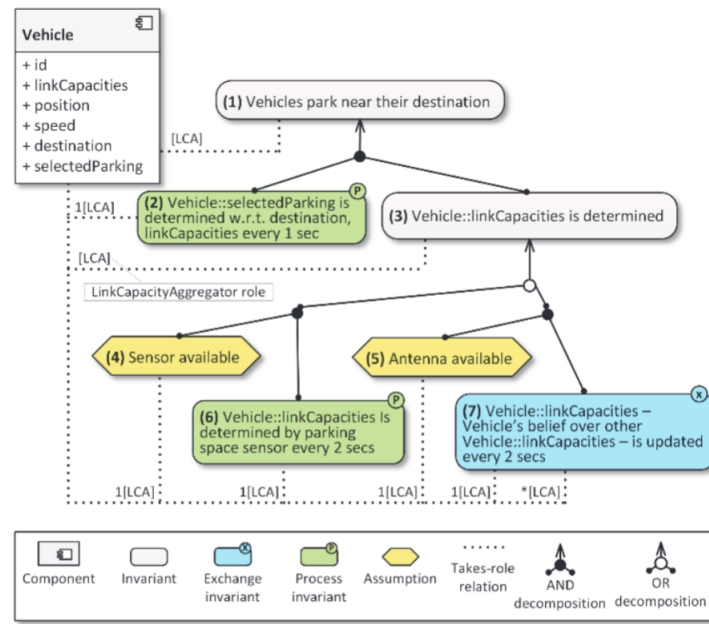 Vehicle
+ id
+ linkCapacities
+ position
+ speed
+ destination
+ selectedParking
(1) Vehicles park near their destination
[LCA]
P
(2) Vehicle::selectedParking is
determined w.r.t. destination,
linkCapacities every 1 sec
1[LCA]
(3) Vehicle::linkCapacities is determined
[LCA]
LinkCapacityAggregator role
(4) Sensor available
(5) Antenna available
P
(6) Vehicle::linkCapacities Is
determined by parking
space sensor every 2 secs
x
(7) Vehicle::linkCapacities –
Vehicle's belief over other
Vehicle::linkCapacities – is updated
every 2 secs
1[LCA]
1[LCA]
1[LCA]
1[LCA]
*[LCA]
X
P
Component
Invariant
Exchange
invariant
Process
invariant
Assumption
Takes-role
relation
AND
decomposition
OR
decomposition